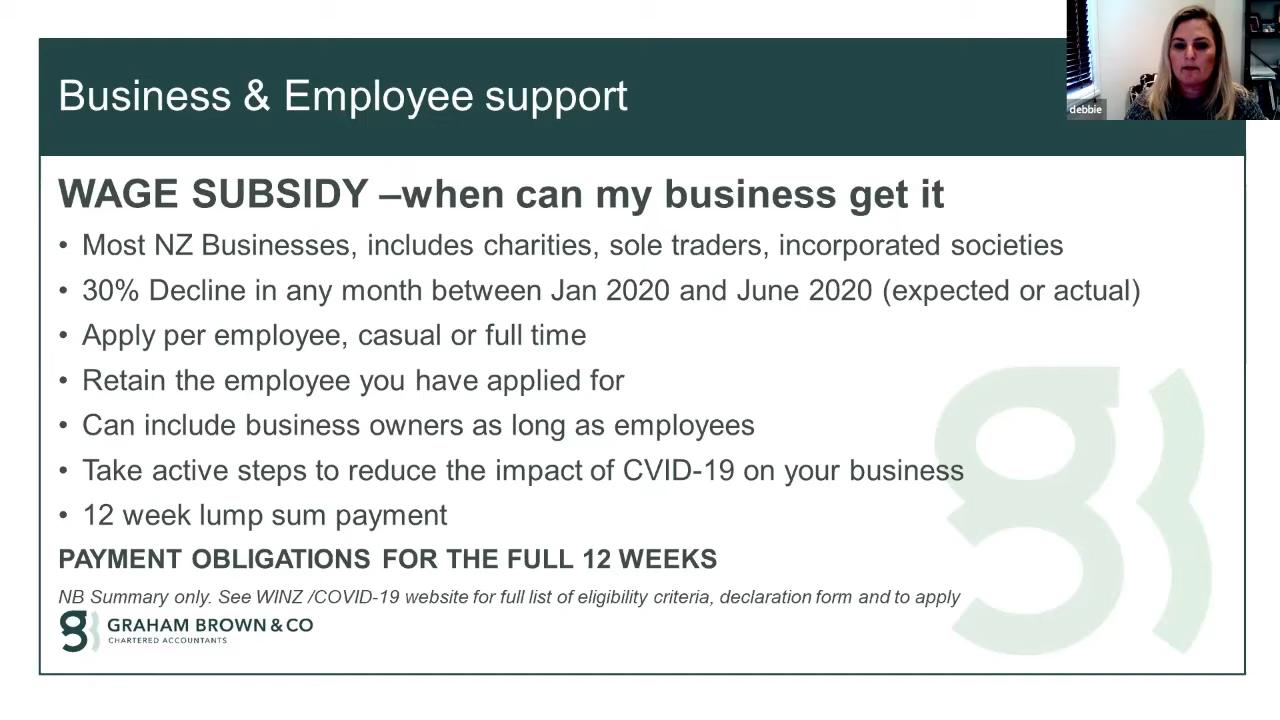 Business & Employee support
debbie
WAGE SUBSIDY –when can my business get it
• Most NZ Businesses, includes charities, sole traders, incorporated societies
• 30% Decline in any month between Jan 2020 and June 2020 (expected or actual)
• Apply per employee, casual or full time
• Retain the employee you have applied for
• Can include business owners as long as employees
• Take active steps to reduce the impact of CVID-19 on your business
• 12 week lump sum payment
PAYMENT OBLIGATIONS FOR THE FULL 12 WEEKS
NB Summary only. See WINZ /COVID-19 website for full list of eligibility criteria, declaration form and to apply
GRAHAM BROWN & CO
CHARTERED ACCOUNTANTS